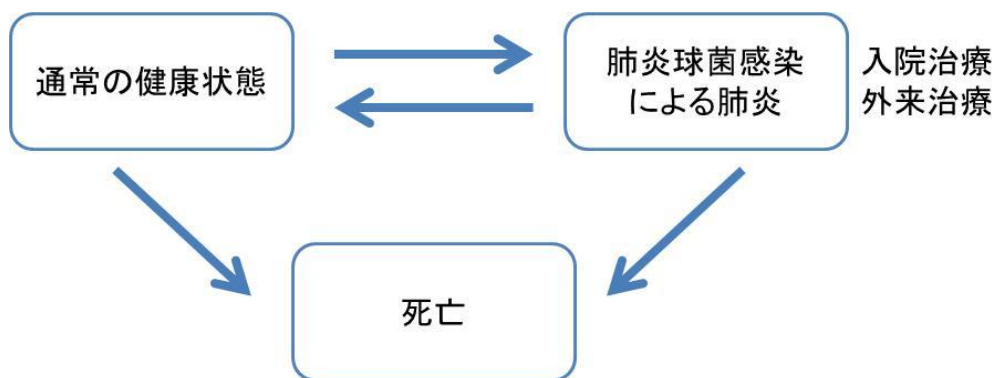 通常の健康状態
肺炎球菌感染
による肺炎
入院治療
外来治療
死亡